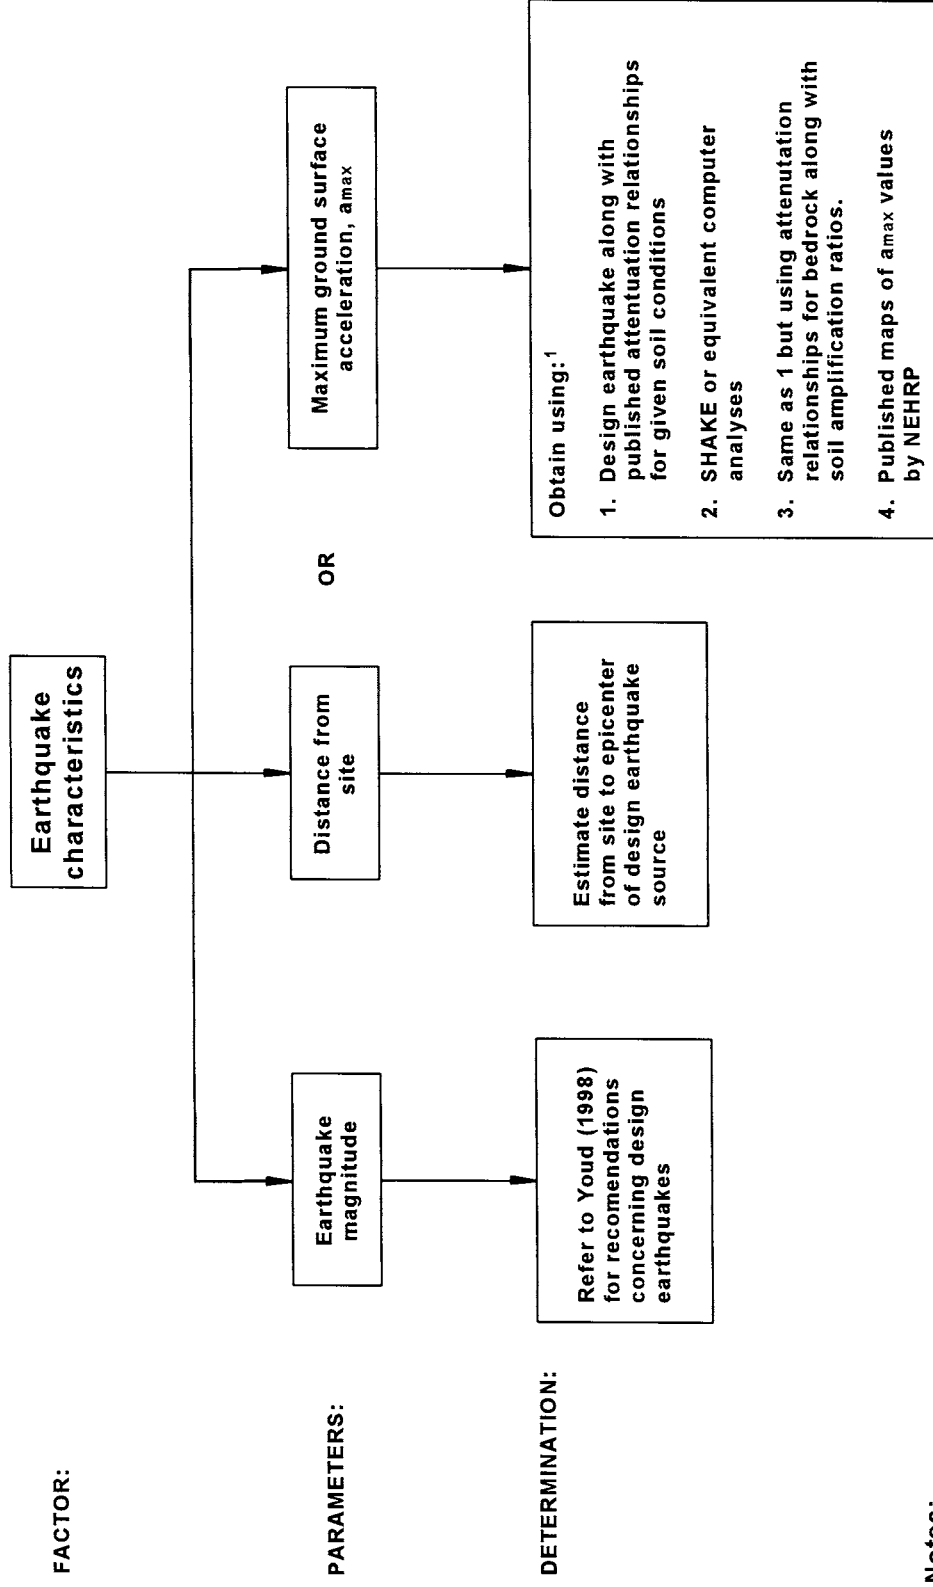 FACTOR:
Earthquake
characteristics
PARAMETERS:
Earthquake
magnitude
Distance from
site
OR
Maximum ground surface
acceleration, amax
DETERMINATION:
Refer to Youd (1998)
for recomendations
concerning design
earthquakes
Estimate distance
from site to epicenter
of design earthquake
source
Obtain using:1
1. Design earthquake along with
published attentuation relationships
for given soil conditions
2. SHAKE or equivalent computer
analyses
3. Same as 1 but using attenutation
relationships for bedrock along with
soil amplification ratios.
4. Published maps of amax values
by NEHRP
Notes: